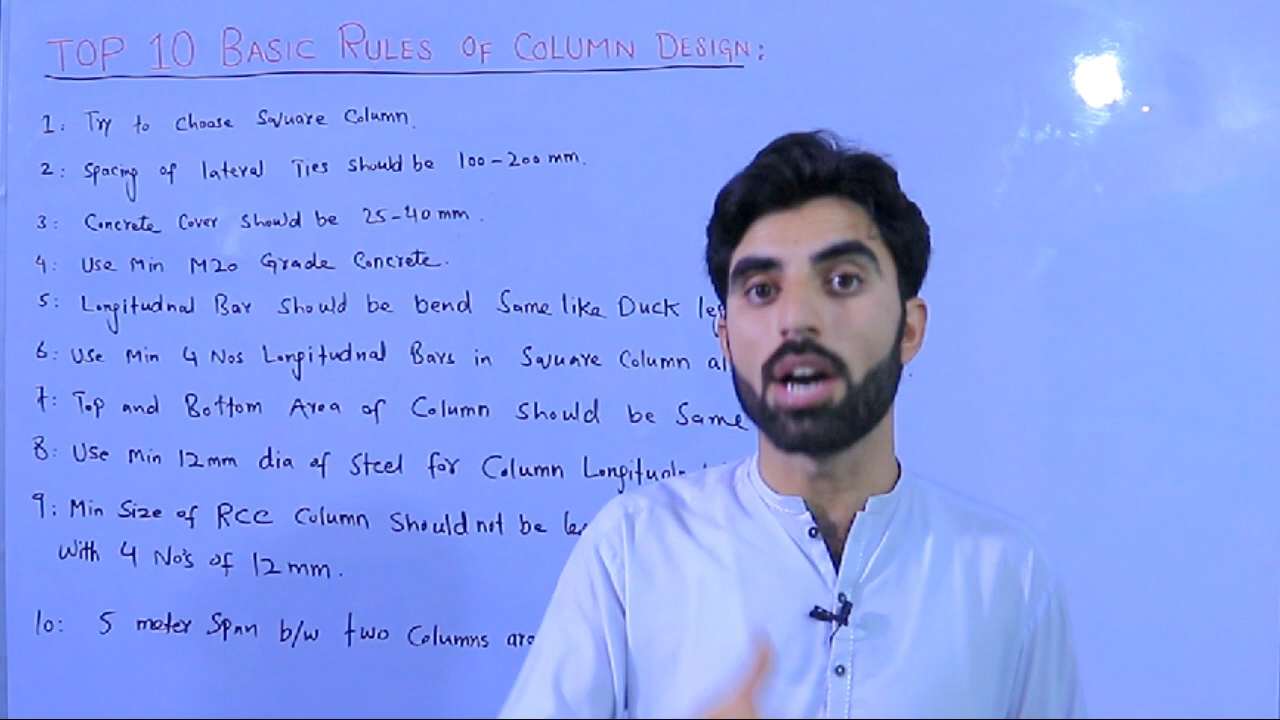 TOP 10 BASIC RULES OF COLUMN DESIGN:
1: Try to choose Square Column.
2: Spacing of lateral Ties should be 100-200 mm.
3: Concrete Cover should be 25-40 mm.
4: Use Min M20 Grade Concrete.
5: Longitudnal Bar should be bend Same like Duck
6: Use Min 4 Nos Longitudnal Bars in Square Column
7: Top and Bottom Area of Column should be Same
8: Use Min 12mm dia of Steel for Column
9: Min Size of RCC Column Should not be
With 4 No's of 12 mm.
10: 5 meter Span b/w two Columns